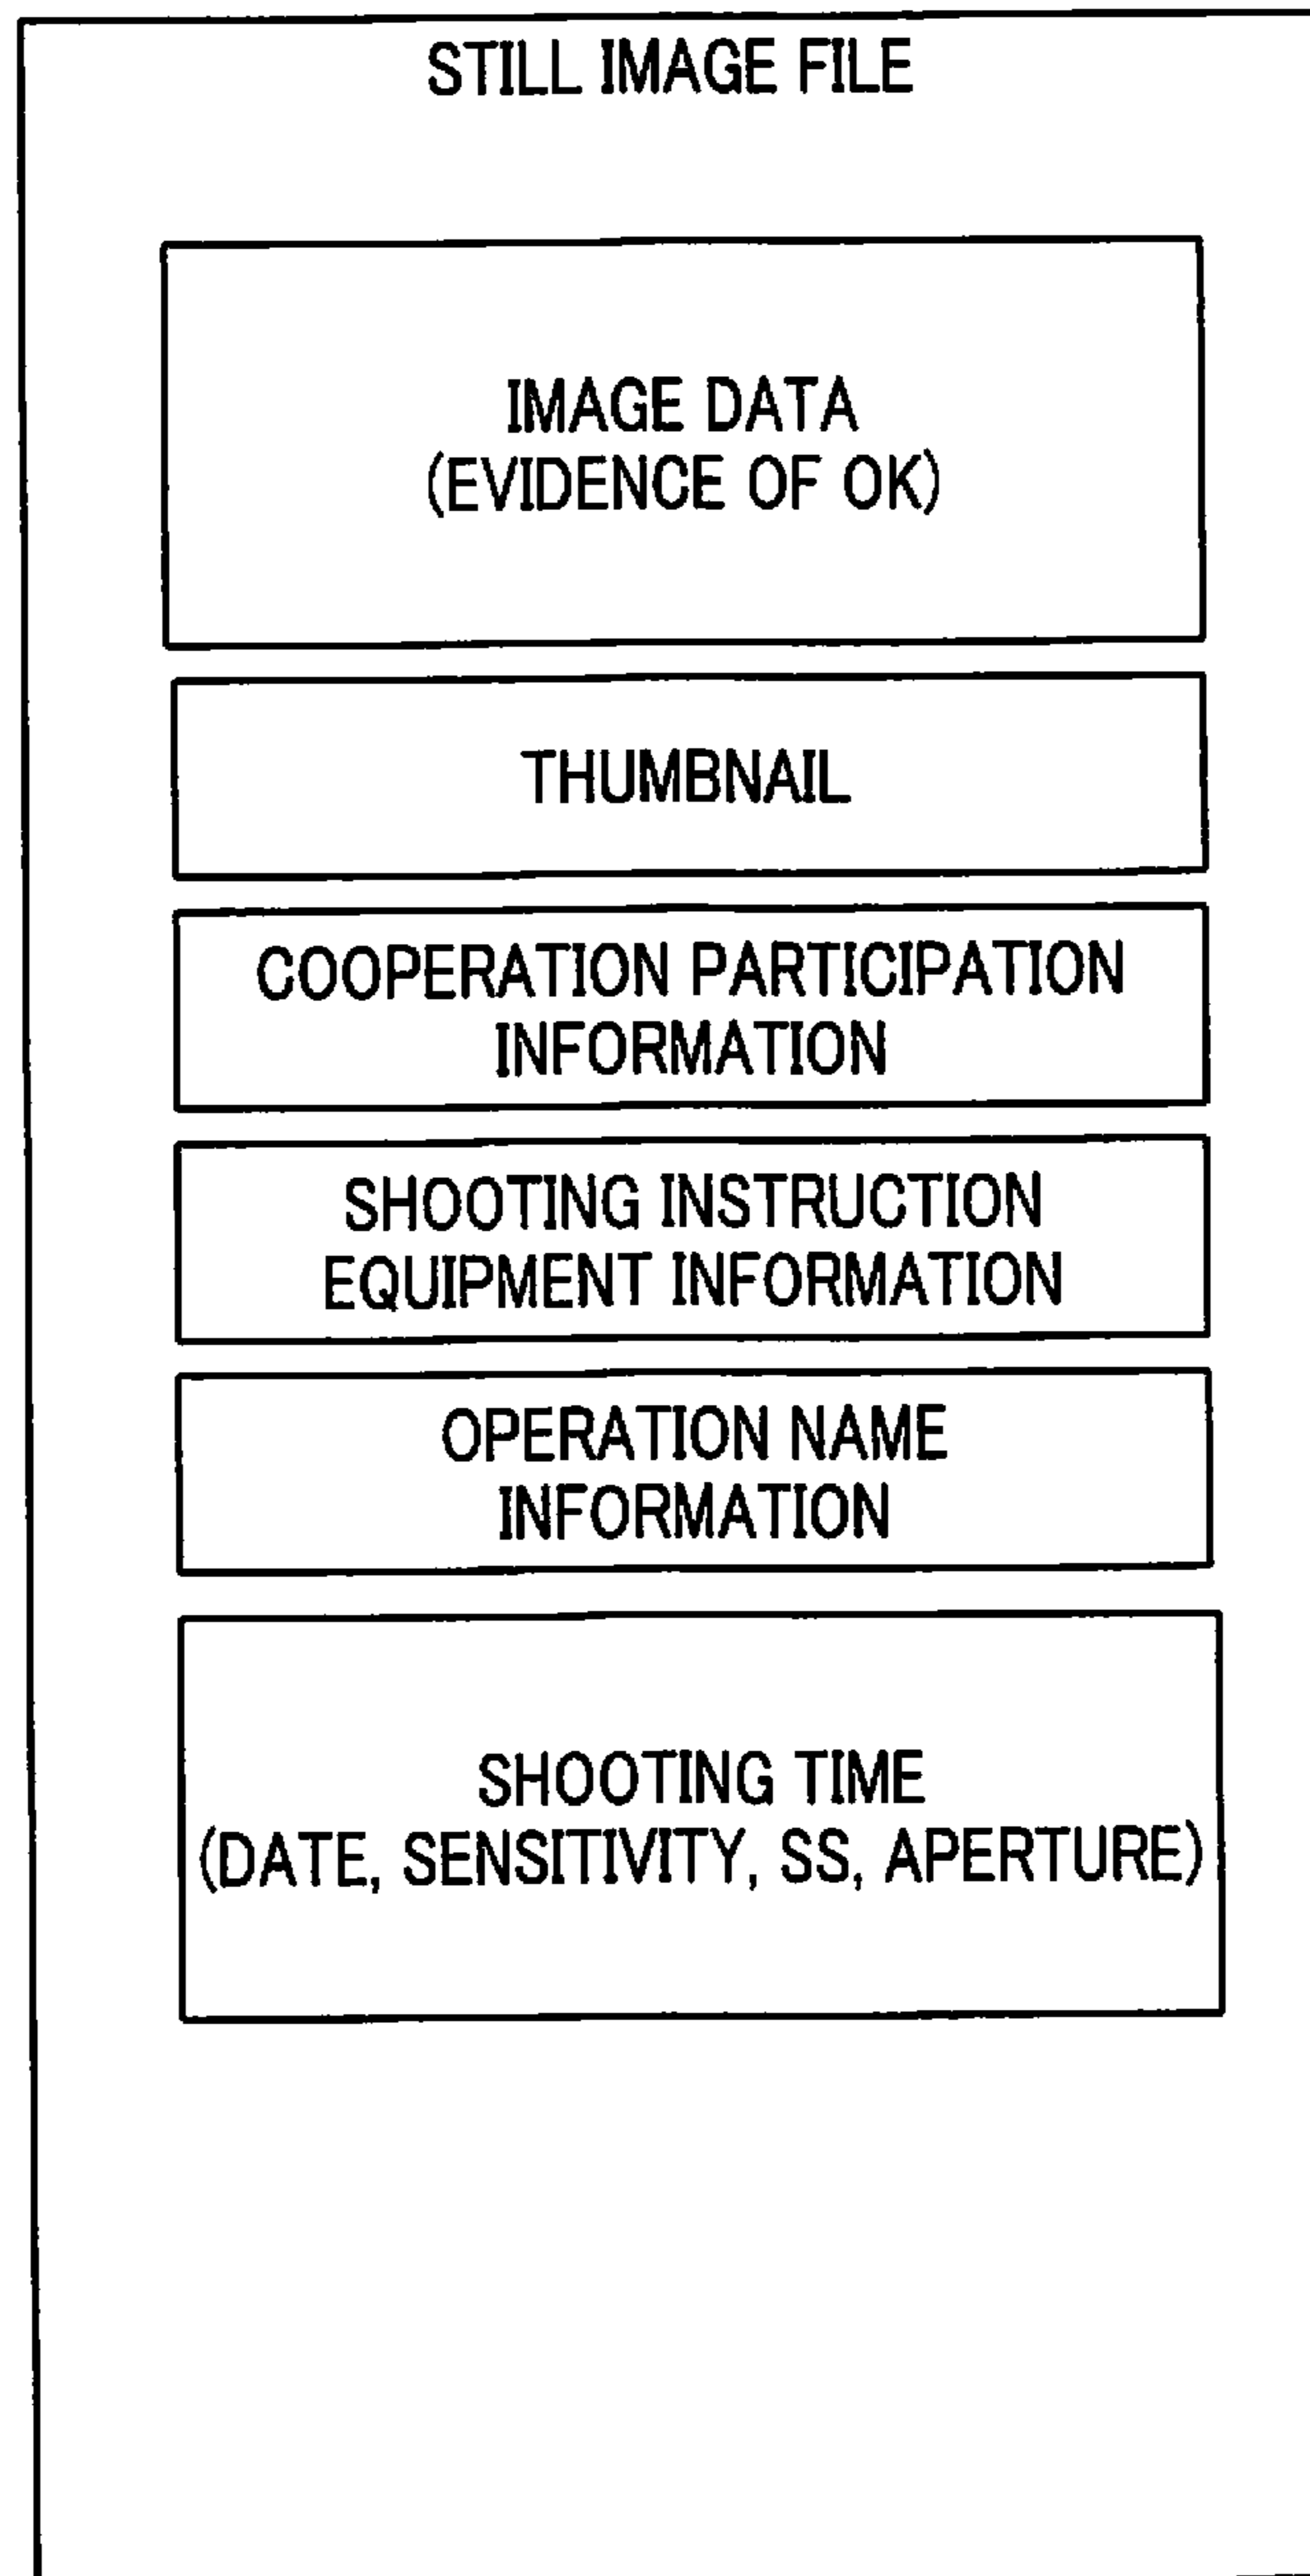 STILL IMAGE FILE
IMAGE DATA
(EVIDENCE OF OK)
THUMBNAIL
COOPERATION PARTICIPATION
INFORMATION
SHOOTING INSTRUCTION
EQUIPMENT INFORMATION
OPERATION NAME
INFORMATION
SHOOTING TIME
(DATE, SENSITIVITY, SS, APERTURE)